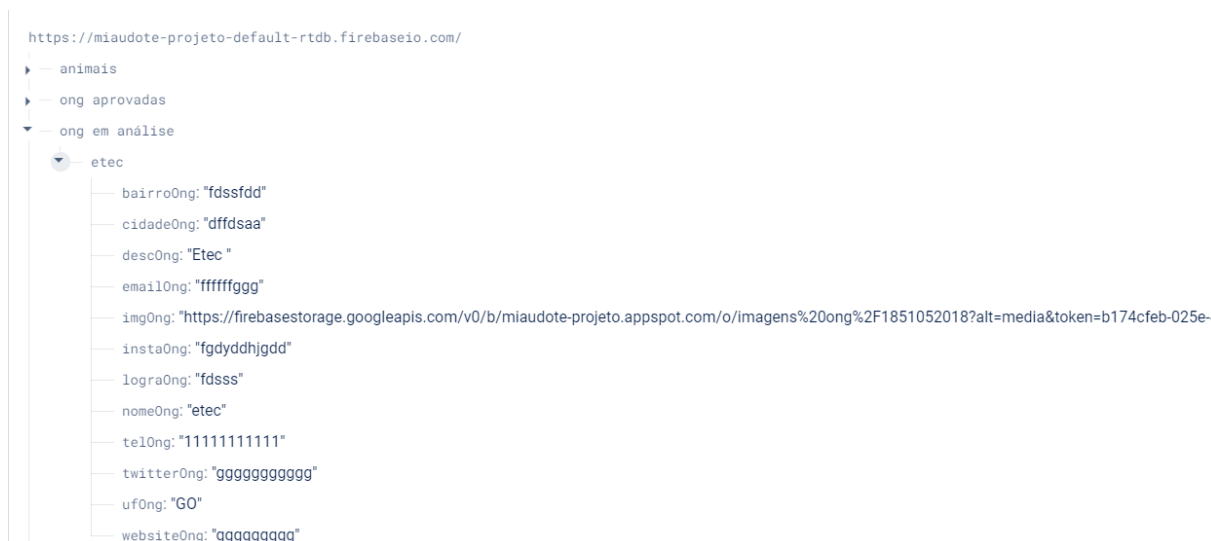 https://miaudote-projeto-default-rtdb.firebaseio.com/
animais
ong aprovadas
ong em análise
etec
bairroOng: "fdssfdd"
cidadeOng: "dffdsaa"
descOng: "Etec "
emailOng: "ffffffggg"
imgOng: "https://firebasestorage.googleapis.com/v0/b/miaudote-projeto.appspot.com/o/imagens%20ong%2F1851052018?alt=media&token=b174cfeb-025e-
instaOng: "fgdyddhjgdd"
lograOng: "fdsss"
nomeOng: "etec"
telOng: "11111111111"
twitterOng: "ggggggggggg"
ufOng: "GO"
websiteOng: "ggggggggg"